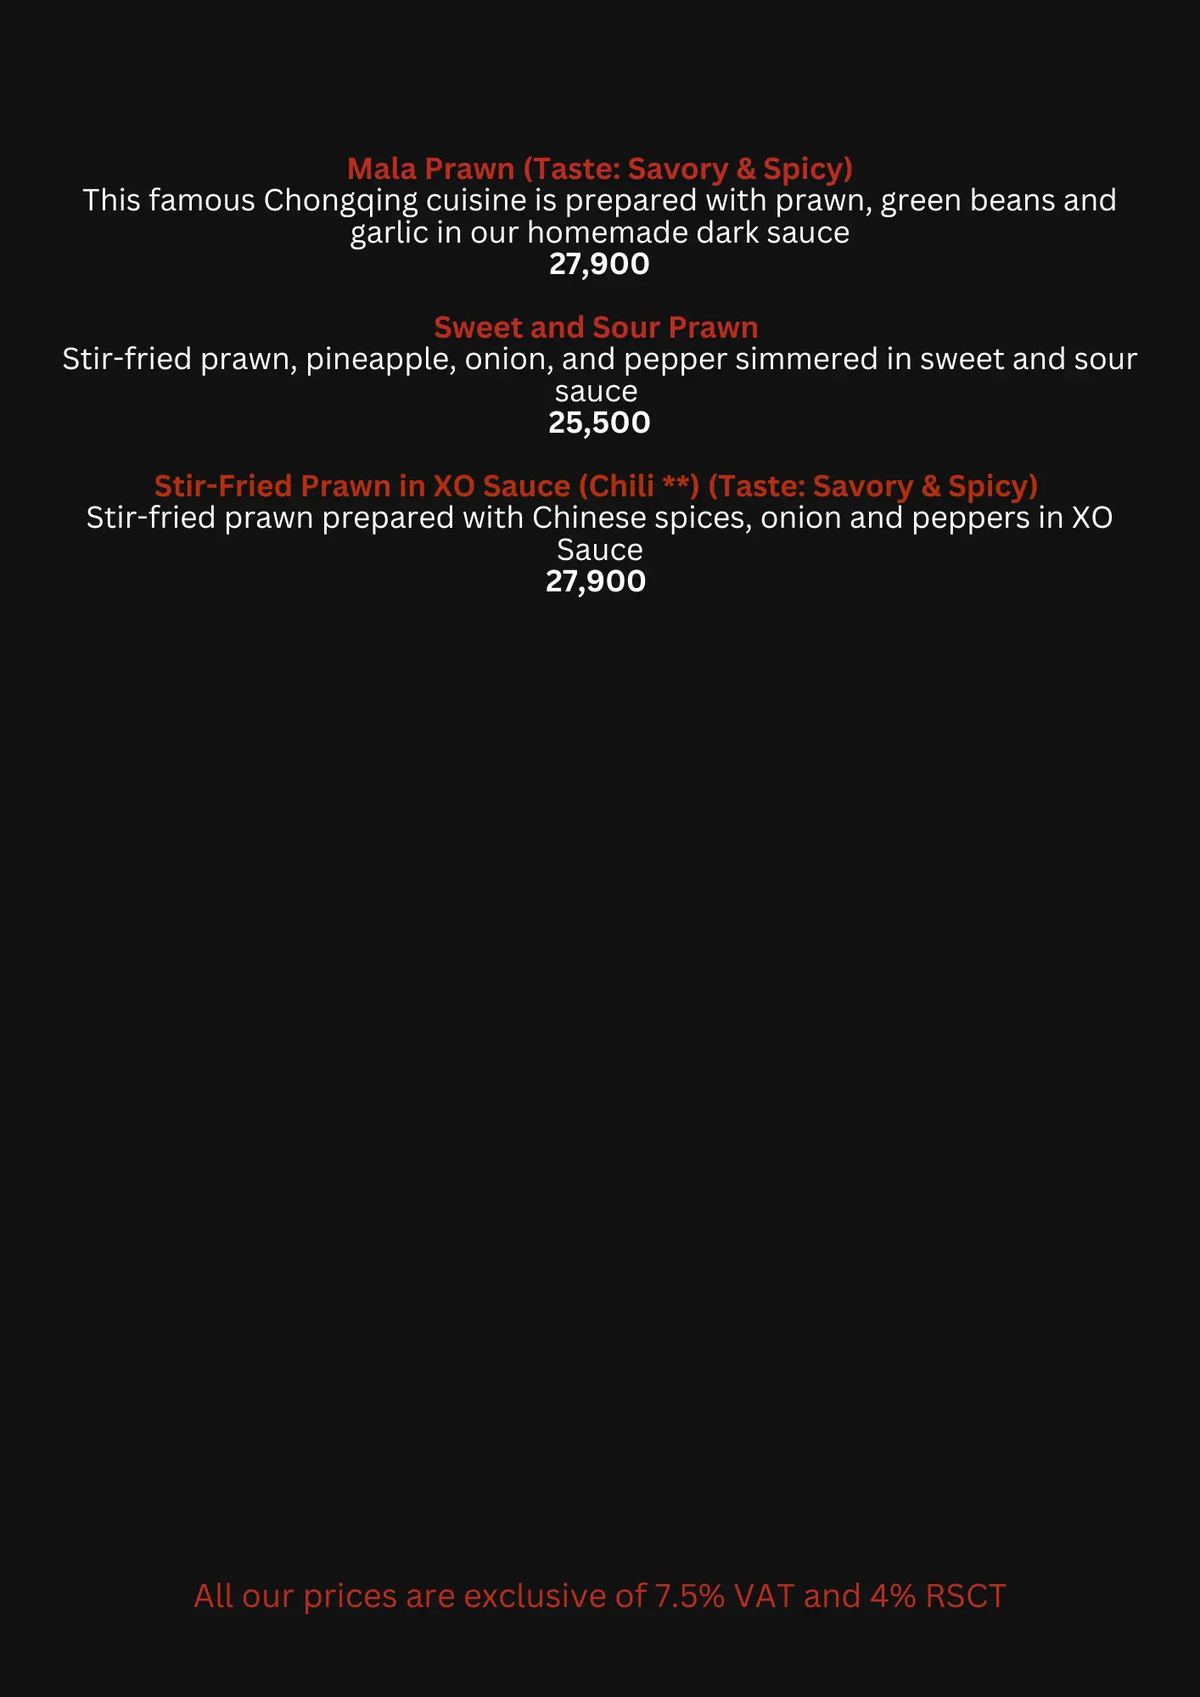 Mala Prawn (Taste: Savory & Spicy)
This famous Chongqing cuisine is prepared with prawn, green beans and
garlic in our homemade dark sauce
27,900
Sweet and Sour Prawn
Stir-fried prawn, pineapple, onion, and pepper simmered in sweet and sour
sauce
25,500
Stir-Fried Prawn in XO Sauce (Chili **) (Taste: Savory & Spicy)
Stir-fried prawn prepared with Chinese spices, onion and peppers in XO
Sauce
27,900
All our prices are exclusive of 7.5% VAT and 4% RSCT